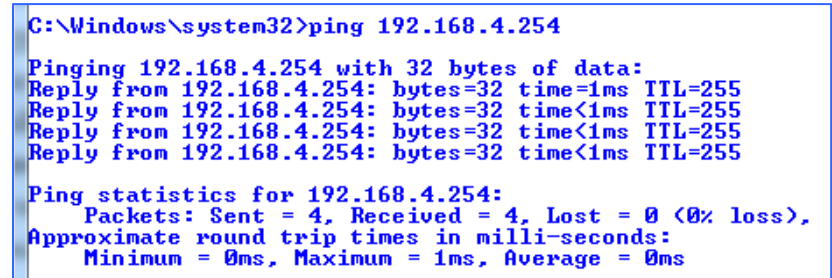 C:\Windows\system32>ping 192.168.4.254
Pinging 192.168.4.254 with 32 bytes of data:
Reply from 192.168.4.254: bytes=32 time=1ms TTL=255
Reply from 192.168.4.254: bytes=32 time<1ms TTL=255
Reply from 192.168.4.254: bytes=32 time<1ms TTL=255
Reply from 192.168.4.254: bytes=32 time<1ms TTL=255
Ping statistics for 192.168.4.254:
Packets: Sent = 4, Received = 4, Lost = 0 (0% loss),
Approximate round trip times in milli-seconds:
Minimum = 0ms, Maximum = 1ms, Average = 0ms